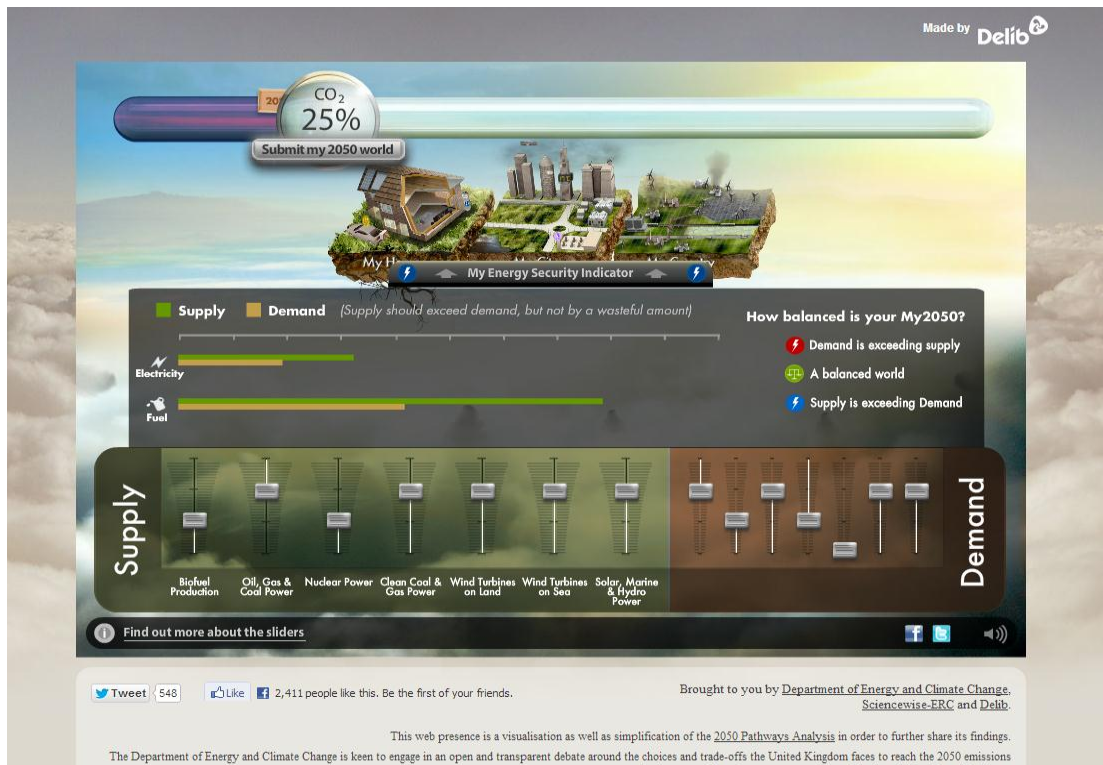 Made by Delib
20
CO2
25%
Submit my 2050 world
My H
My Energy Security Indicator
Supply Demand (Supply should exceed demand, but not by a wasteful amount)
Electricity
Fuel
How balanced is your My2050?
Demand is exceeding supply
A balanced world
Supply is exceeding Demand
Supply
Biofuel
Production
Oil, Gas &
Coal Power
Nuclear Power
Clean Coal &
Gas Power
Wind Turbines
on Land
Wind Turbines
on Sea
Solar, Marine
& Hydro
Power
Demand
Find out more about the sliders
Tweet 548 Like 2,411 people like this. Be the first of your friends.
Brought to you by Department of Energy and Climate Change,
Sciencewise-ERC and Delib.
This web presence is a visualisation as well as simplification of the 2050 Pathways Analysis in order to further share its findings.
The Department of Energy and Climate Change is keen to engage in an open and transparent debate around the choices and trade-offs the United Kingdom faces to reach the 2050 emissions